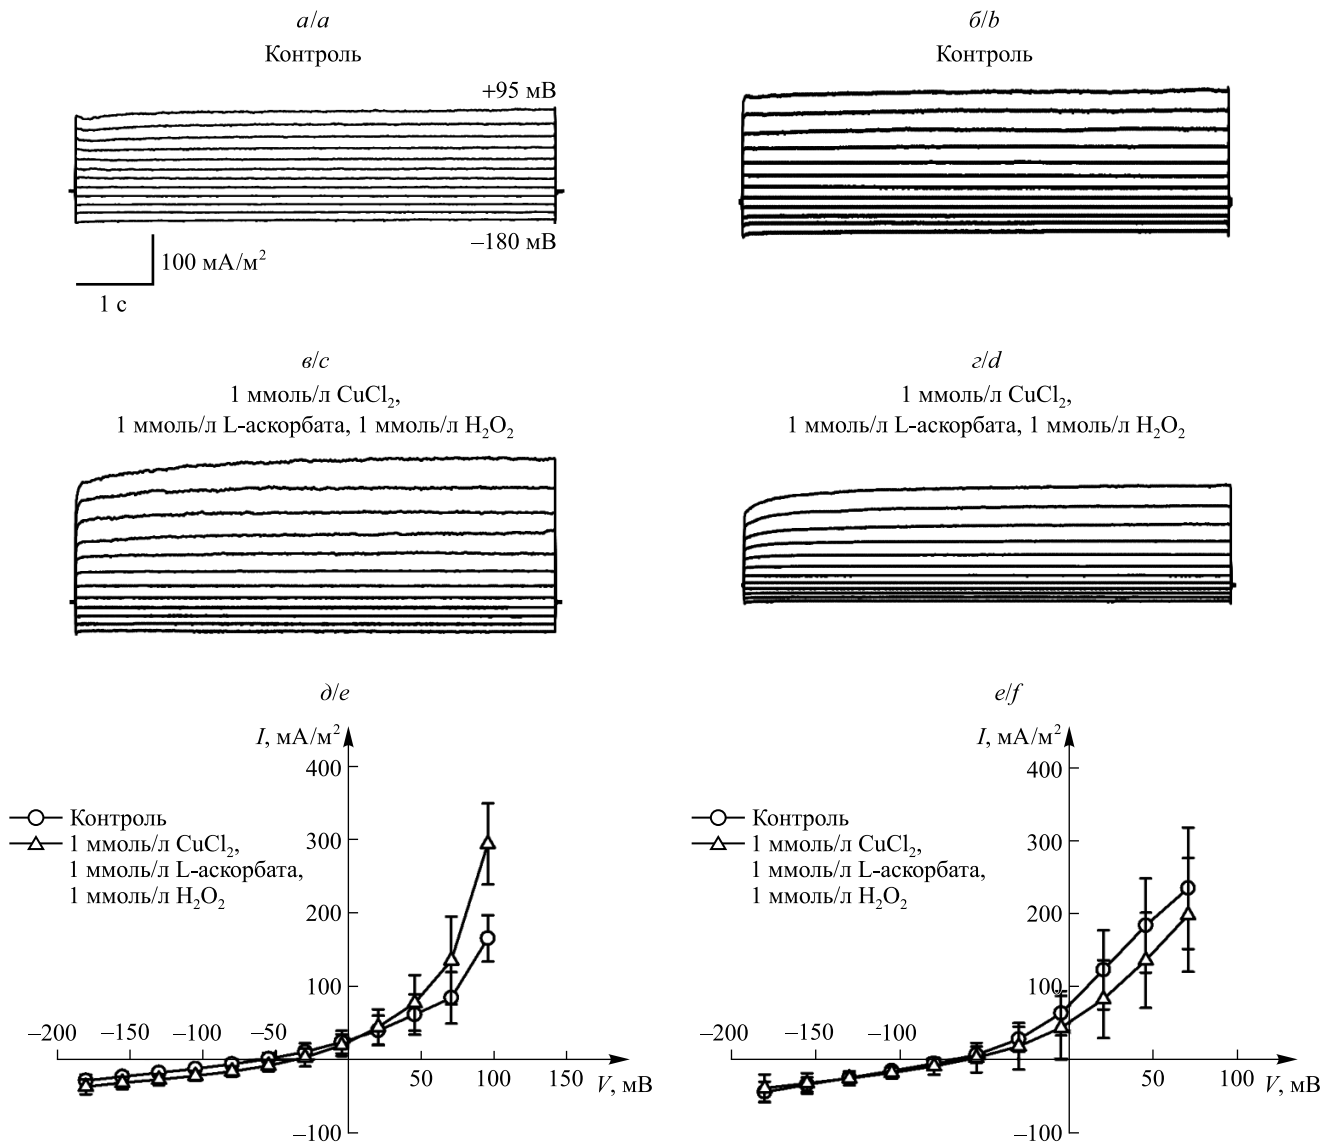 а/a
Контроль
+95 мВ
–180 мВ
100 мА/м²
1 с
б/b
Контроль
в/c
1 ммоль/л CuCl₂,
1 ммоль/л L-аскорбата, 1 ммоль/л H₂O₂
г/d
1 ммоль/л CuCl₂,
1 ммоль/л L-аскорбата, 1 ммоль/л H₂O₂
д/e
I, мА/м²
400
300
200
100
–100
–200
–150
–100
–50
50
100
150
V, мВ
Контроль
1 ммоль/л CuCl₂,
1 ммоль/л L-аскорбата,
1 ммоль/л H₂O₂
е/f
I, мА/м²
400
300
200
100
–100
–200
–100
50
100
V, мВ
Контроль
1 ммоль/л CuCl₂,
1 ммоль/л L-аскорбата,
1 ммоль/л H₂O₂